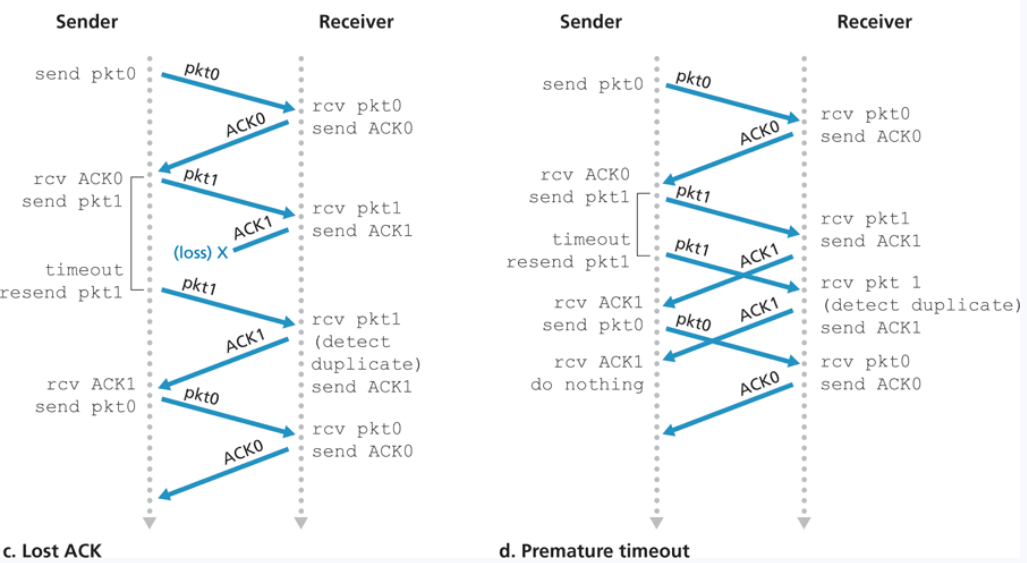 Sender
Receiver
send pkt0
pkt0
rcv pkt0
send ACK0
ACK0
rcv ACK0
send pkt1
pkt1
rcv pkt1
send ACK1
ACK1
(loss) X
timeout
resend pkt1
pkt1
rcv pkt1
(detect
duplicate)
send ACK1
ACK1
rcv ACK1
send pkt0
pkt0
rcv pkt0
send ACK0
ACK0
c. Lost ACK
Sender
Receiver
send pkt0
pkt0
rcv pkt0
send ACK0
ACK0
rcv ACK0
send pkt1
pkt1
rcv pkt1
send ACK1
ACK1
timeout
resend pkt1
pkt1
rcv pkt 1
(detect duplicate)
send ACK1
ACK1
rcv ACK1
send pkt0
pkt0
rcv ACK1
do nothing
rcv pkt0
send ACK0
ACK0
d. Premature timeout